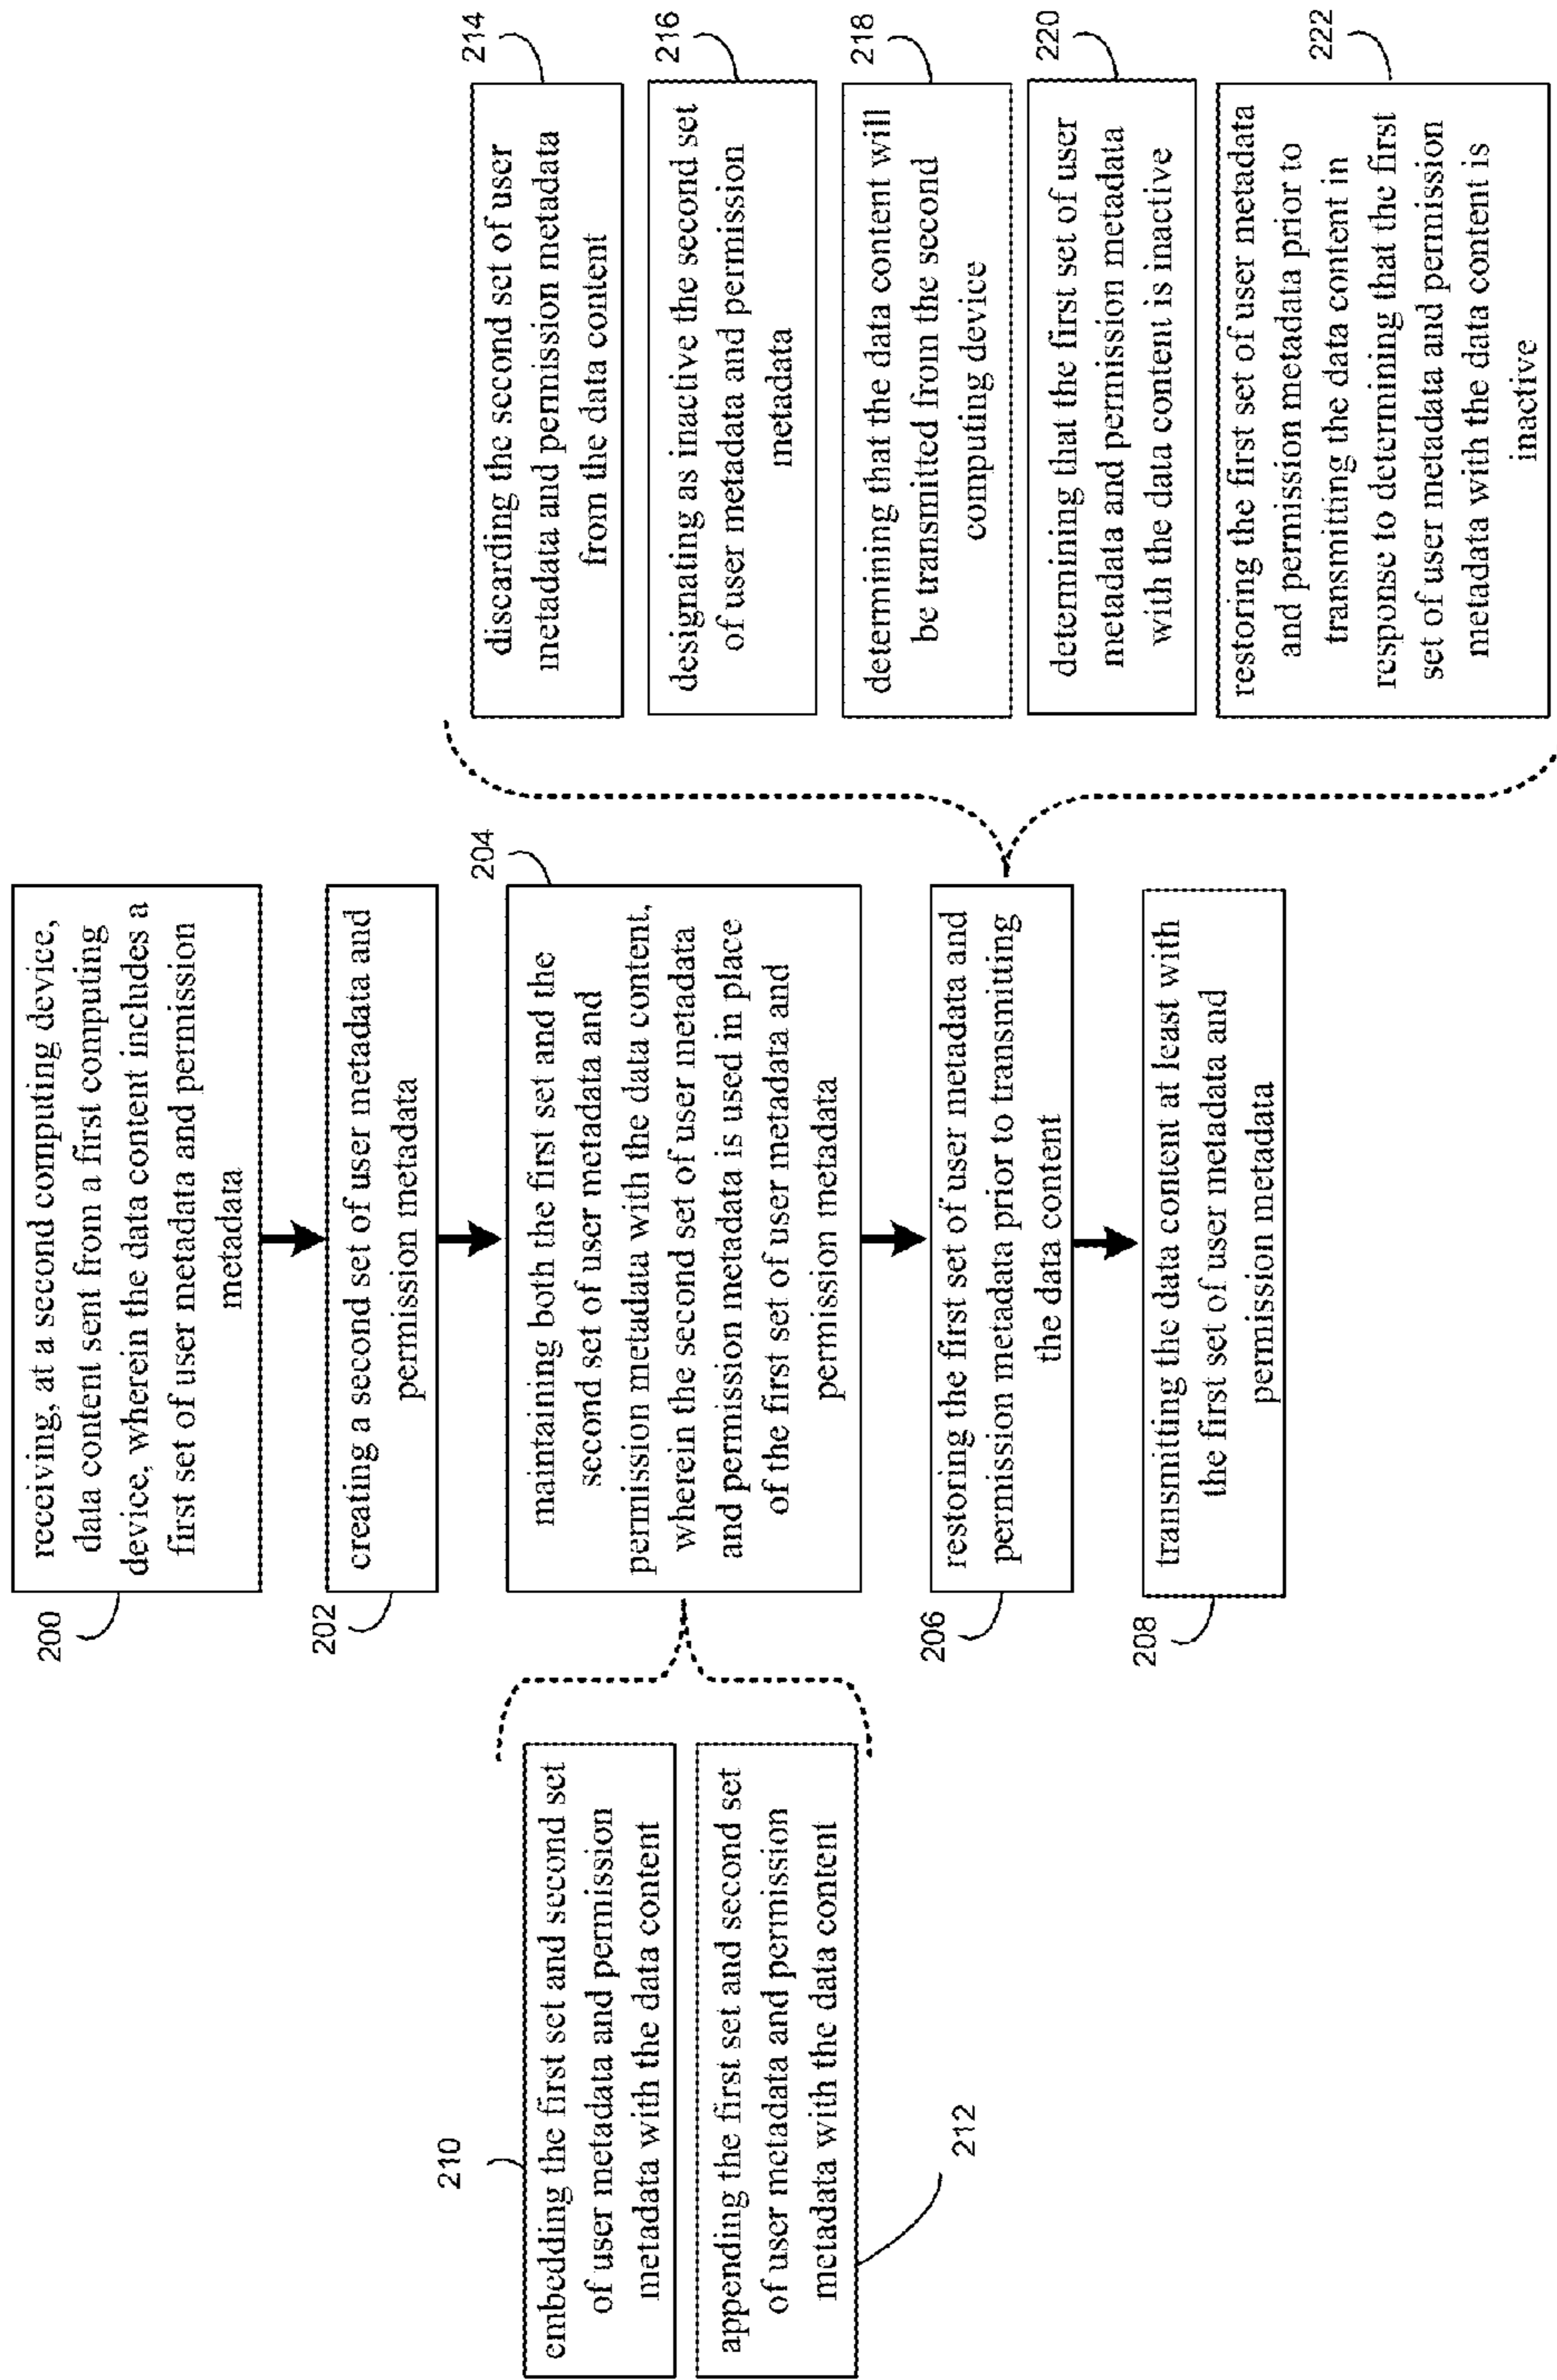 200
receiving, at a second computing device,
data content sent from a first computing
device, wherein the data content includes a
first set of user metadata and permission
metadata
202
creating a second set of user metadata and
permission metadata
204
maintaining both the first set and the
second set of user metadata and
permission metadata with the data content,
wherein the second set of user metadata
and permission metadata is used in place
of the first set of user metadata and
permission metadata
206
restoring the first set of user metadata and
permission metadata prior to transmitting
the data content
208
transmitting the data content at least with
the first set of user metadata and
permission metadata
210
embedding the first set and second set
of user metadata and permission
metadata with the data content
appending the first set and second set
of user metadata and permission
metadata with the data content
212
214
discarding the second set of user
metadata and permission metadata
from the data content
216
designating as inactive the second set
of user metadata and permission
metadata
218
determining that the data content will
be transmitted from the second
computing device
220
determining that the first set of user
metadata and permission metadata
with the data content is inactive
222
restoring the first set of user metadata
and permission metadata prior to
transmitting the data content in
response to determining that the first
set of user metadata and permission
metadata with the data content is
inactive